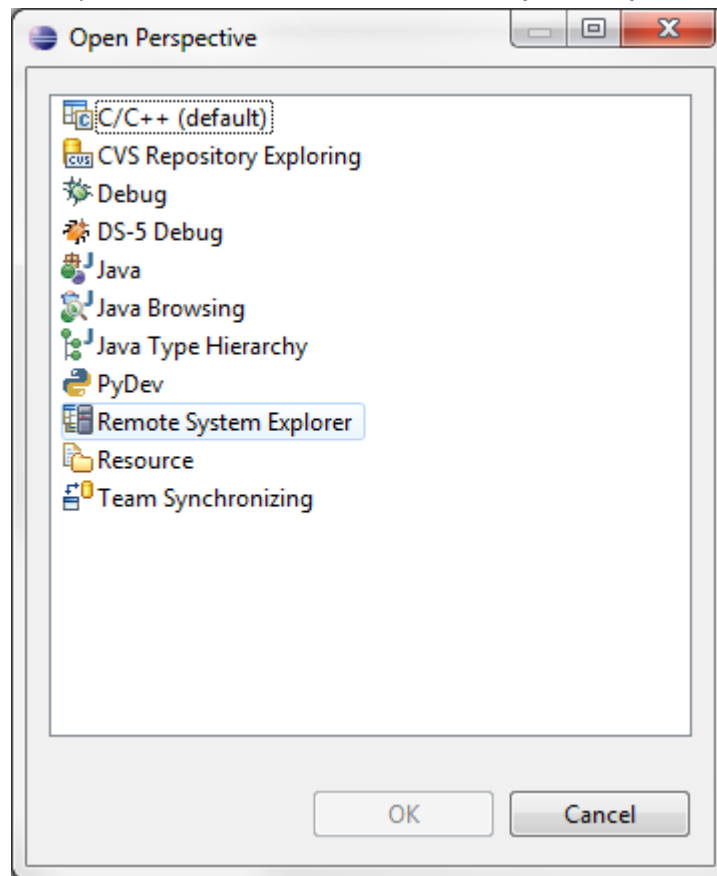 Open Perspective
C/C++ (default)
CVS Repository Exploring
Debug
DS-5 Debug
Java
Java Browsing
Java Type Hierarchy
PyDev
Remote System Explorer
Resource
Team Synchronizing
OK Cancel